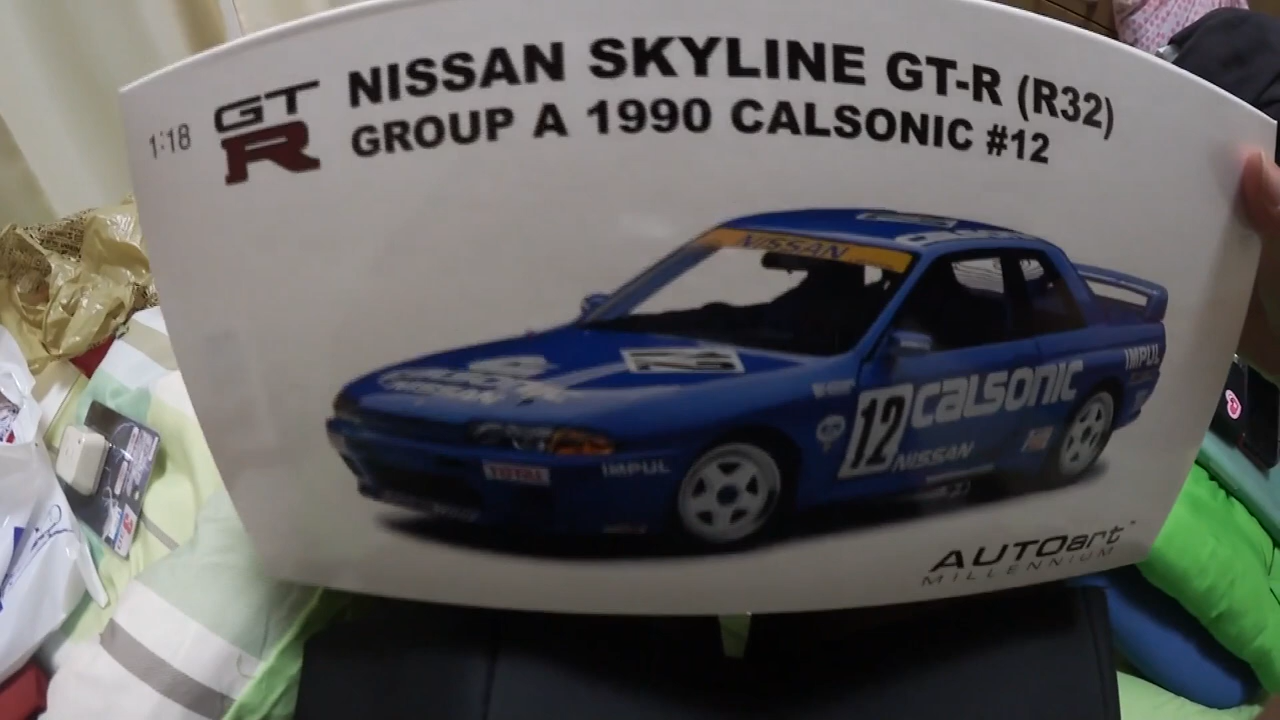 1:18
GT
R
NISSAN SKYLINE GT-R (R32)
GROUP A 1990 CALSONIC #12
NISSAN
IMPUL
12
CALSONIC
NISSAN
IMPUL
AUTOart
MILLENNIUM